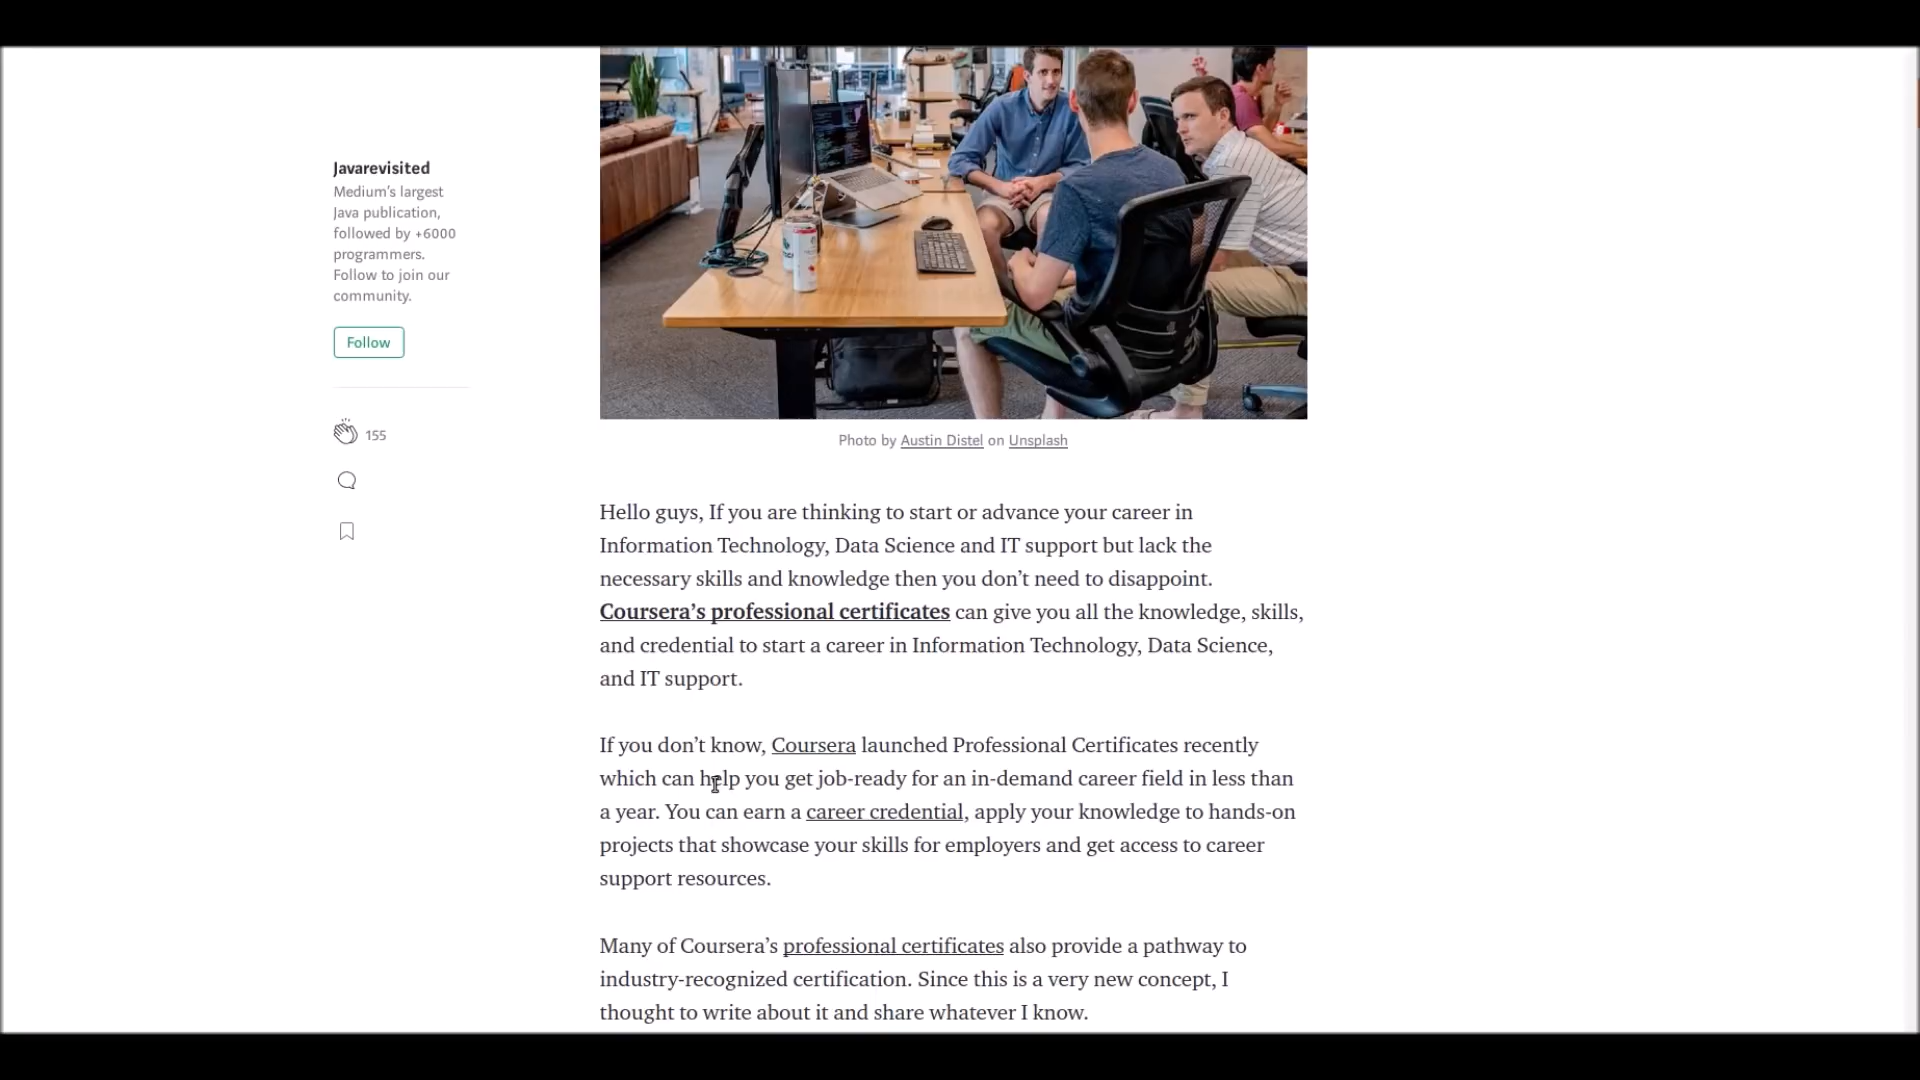 Javarevisited
Medium's largest
Java publication,
followed by +6000
programmers.
Follow to join our
community.
Follow
155
Photo by Austin Distel on Unsplash
Hello guys, If you are thinking to start or advance your career in
Information Technology, Data Science and IT support but lack the
necessary skills and knowledge then you don’t need to disappoint.
Coursera’s professional certificates can give you all the knowledge, skills,
and credential to start a career in Information Technology, Data Science,
and IT support.
If you don’t know, Coursera launched Professional Certificates recently
which can help you get job-ready for an in-demand career field in less than
a year. You can earn a career credential, apply your knowledge to hands-on
projects that showcase your skills for employers and get access to career
support resources.
Many of Coursera’s professional certificates also provide a pathway to
industry-recognized certification. Since this is a very new concept, I
thought to write about it and share whatever I know.